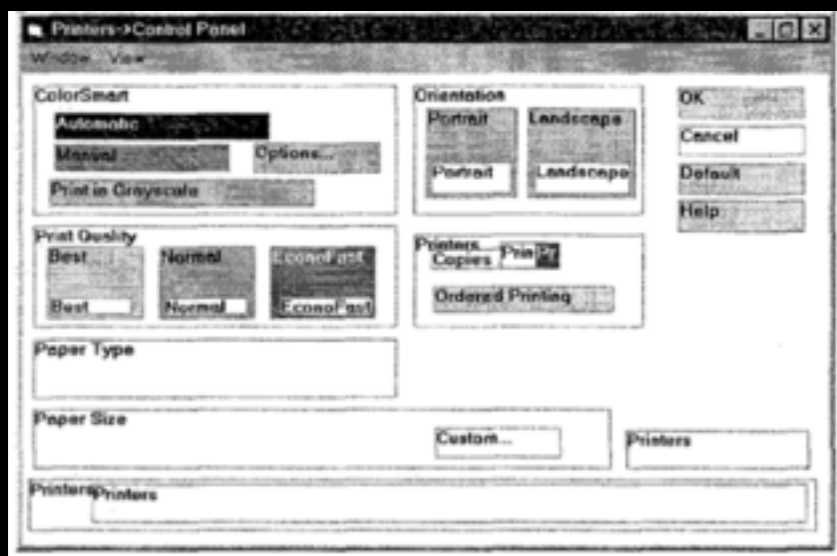 Printers->Control Panel
Window View
ColorSmart
Automatic
Manual
Options...
Print in Grayscale
Orientation
Portrait
Landscape
Portrait
Landscape
OK
Cancel
Default
Help
Print Quality
Best
Normal
EconoFast
Best
Normal
EconoFast
Printers
Copies
Prin
Pr
Ordered Printing
Paper Type
Paper Size
Custom...
Printers
Printers
Printers